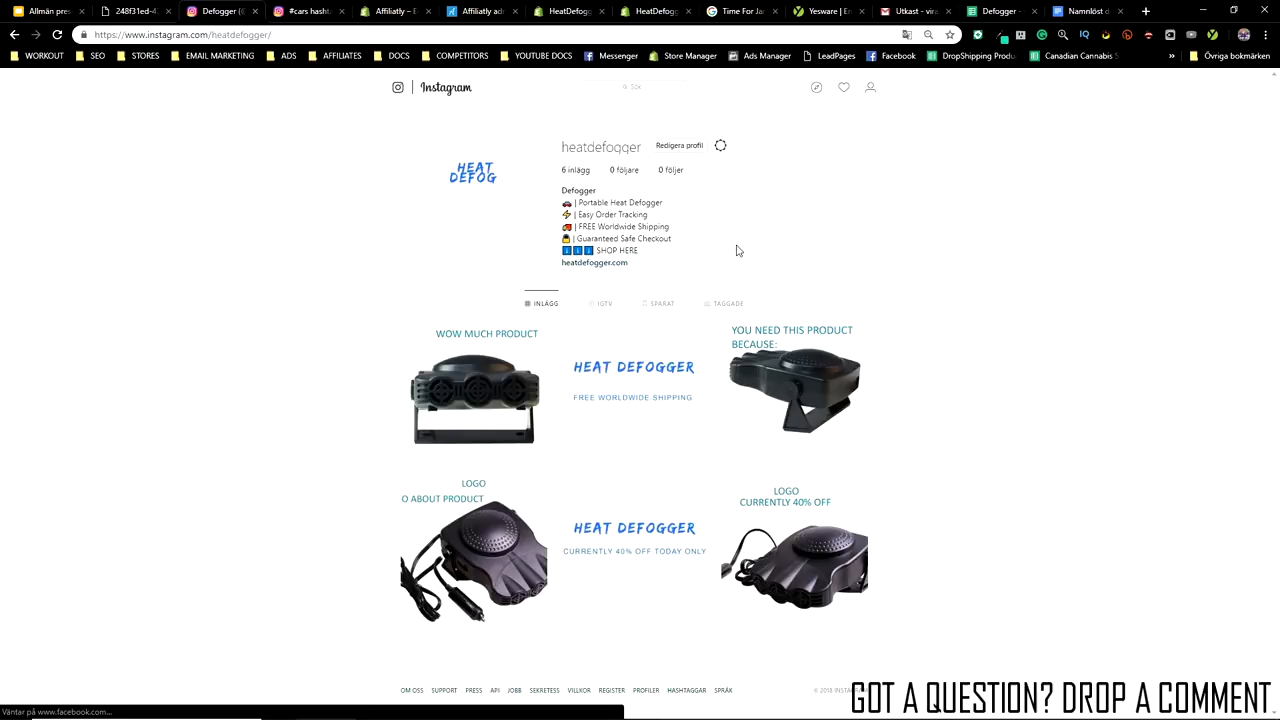 Allmän pres
248f31ed-4
Defogger (
#cars hasht
Affiliatly – E
Affiliate ad
HeatDefog
HeatDefog
Time For Ja
Yesware | En
Utkast - vira
Defogger -
Namnlöst d
https://www.instagram.com/heatdefogger/
WORKOUT
SEO
STORES
EMAIL MARKETING
ADS
AFFILIATES
DOCS
COMPETITORS
YOUTUBE DOCS
Messenger
Store Manager
Ads Manager
LeadPages
Facebook
DropShipping Produ
Canadian Cannabis S
»
Övriga bokmärken
Instagram
Sök
HEAT
DEFOG
heatdefogger
Redigera profil
6 inlägg 0 följare 0 följer
Defogger
| Portable Heat Defogger
| Easy Order Tracking
| FREE Worldwide Shipping
| Guaranteed Safe Checkout
SHOP HERE
heatdefogger.com
INLÄGG IGTV SPARAT TAGGADE
WOW MUCH PRODUCT
HEAT DEFOGGER
FREE WORLDWIDE SHIPPING
YOU NEED THIS PRODUCT
BECAUSE:
LOGO
O ABOUT PRODUCT
HEAT DEFOGGER
CURRENTLY 40% OFF TODAY ONLY
LOGO
CURRENTLY 40% OFF
OM OSS SUPPORT PRESS API JOBB SEKRETESS VILLKOR REGISTER PROFILER HASHTAGGAR SPRÅK
© 2018 INSTA
GOT A QUESTION? DROP A COMMENT
Väntar på www.facebook.com...